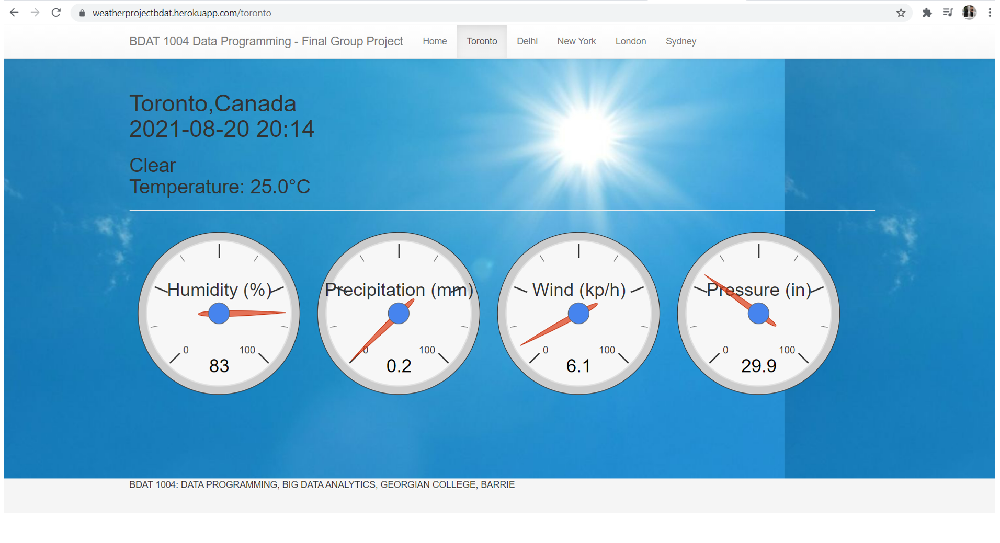 weatherprojectbdat.herokuapp.com/toronto
BDAT 1004 Data Programming - Final Group Project Home Toronto Delhi New York London Sydney
Toronto,Canada
2021-08-20 20:14
Clear
Temperature: 25.0°C
Humidity (%)
0 100
83
Precipitation (mm)
0 100
0.2
Wind (kp/h)
0 100
6.1
Pressure (in)
0 100
29.9
BDAT 1004: DATA PROGRAMMING, BIG DATA ANALYTICS, GEORGIAN COLLEGE, BARRIE